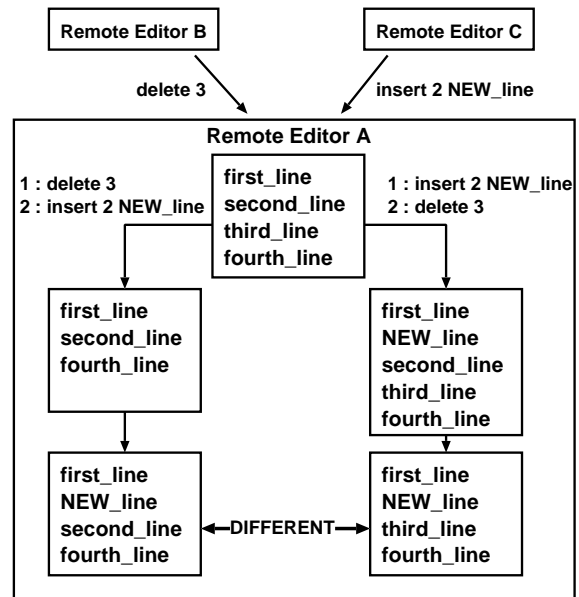 Remote Editor B
Remote Editor C
delete 3
insert 2 NEW_line
Remote Editor A
1 : delete 3
2 : insert 2 NEW_line
first_line
second_line
third_line
fourth_line
1 : insert 2 NEW_line
2 : delete 3
first_line
second_line
fourth_line
first_line
NEW_line
second_line
third_line
fourth_line
first_line
NEW_line
second_line
fourth_line
DIFFERENT
first_line
NEW_line
third_line
fourth_line